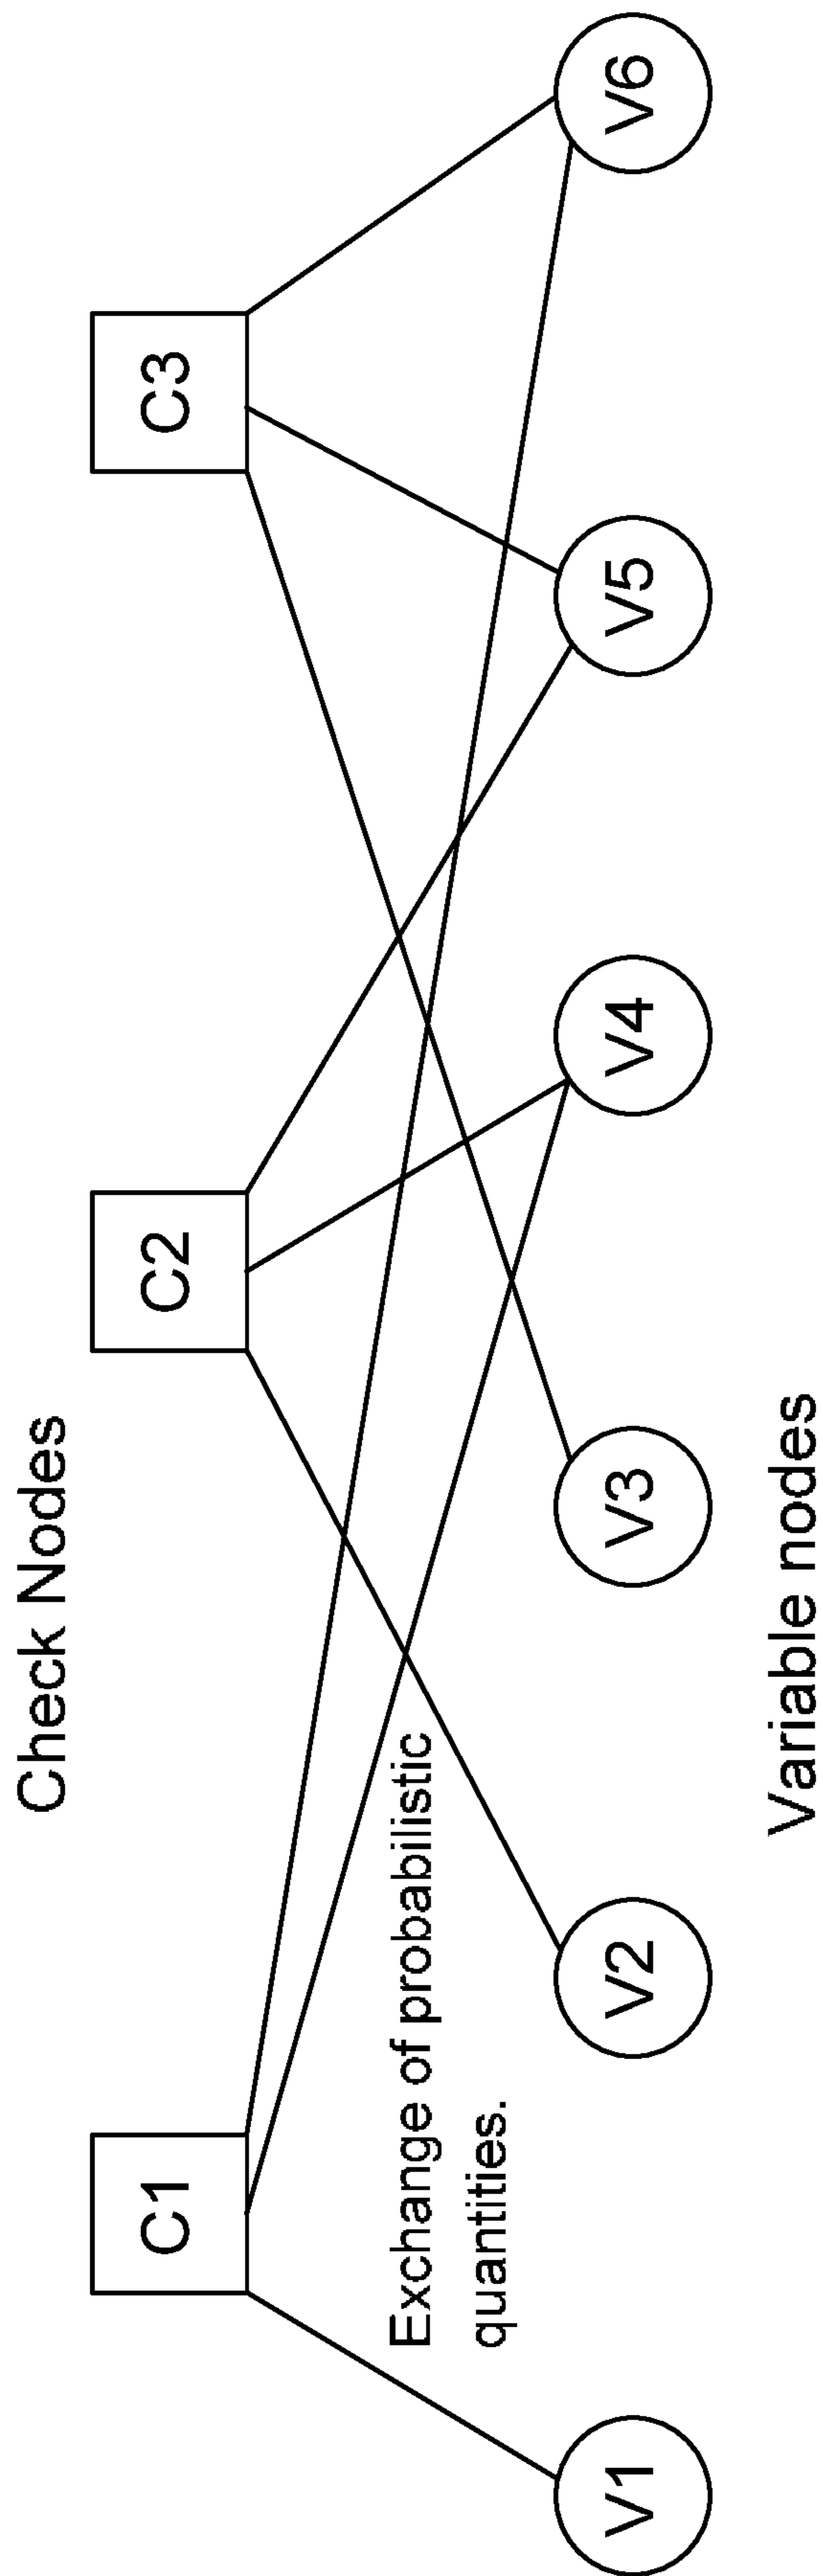 Check Nodes
C1
C2
C3
Exchange of probabilistic
quantities.
V1
V2
V3
V4
V5
V6
Variable nodes